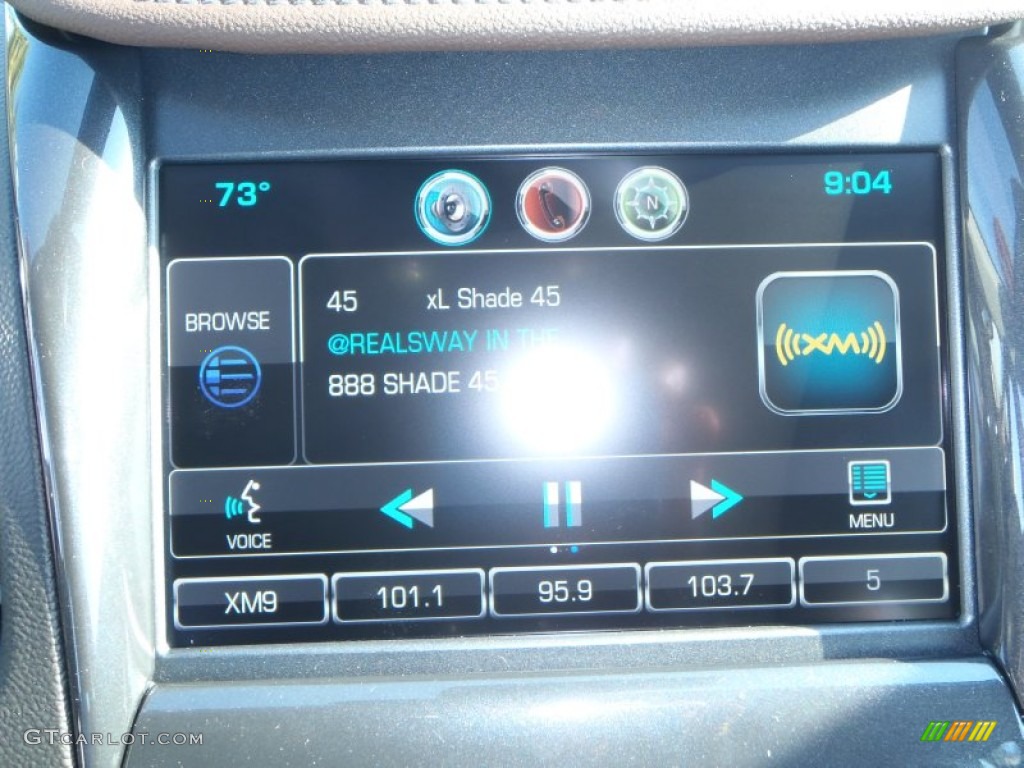 73°
N
9:04
BROWSE
45 xL Shade 45
@REALSWAY IN THE
888 SHADE 45
((•XM•))
VOICE
MENU
XM9
101.1
95.9
103.7
5
GTCARLOT.COM